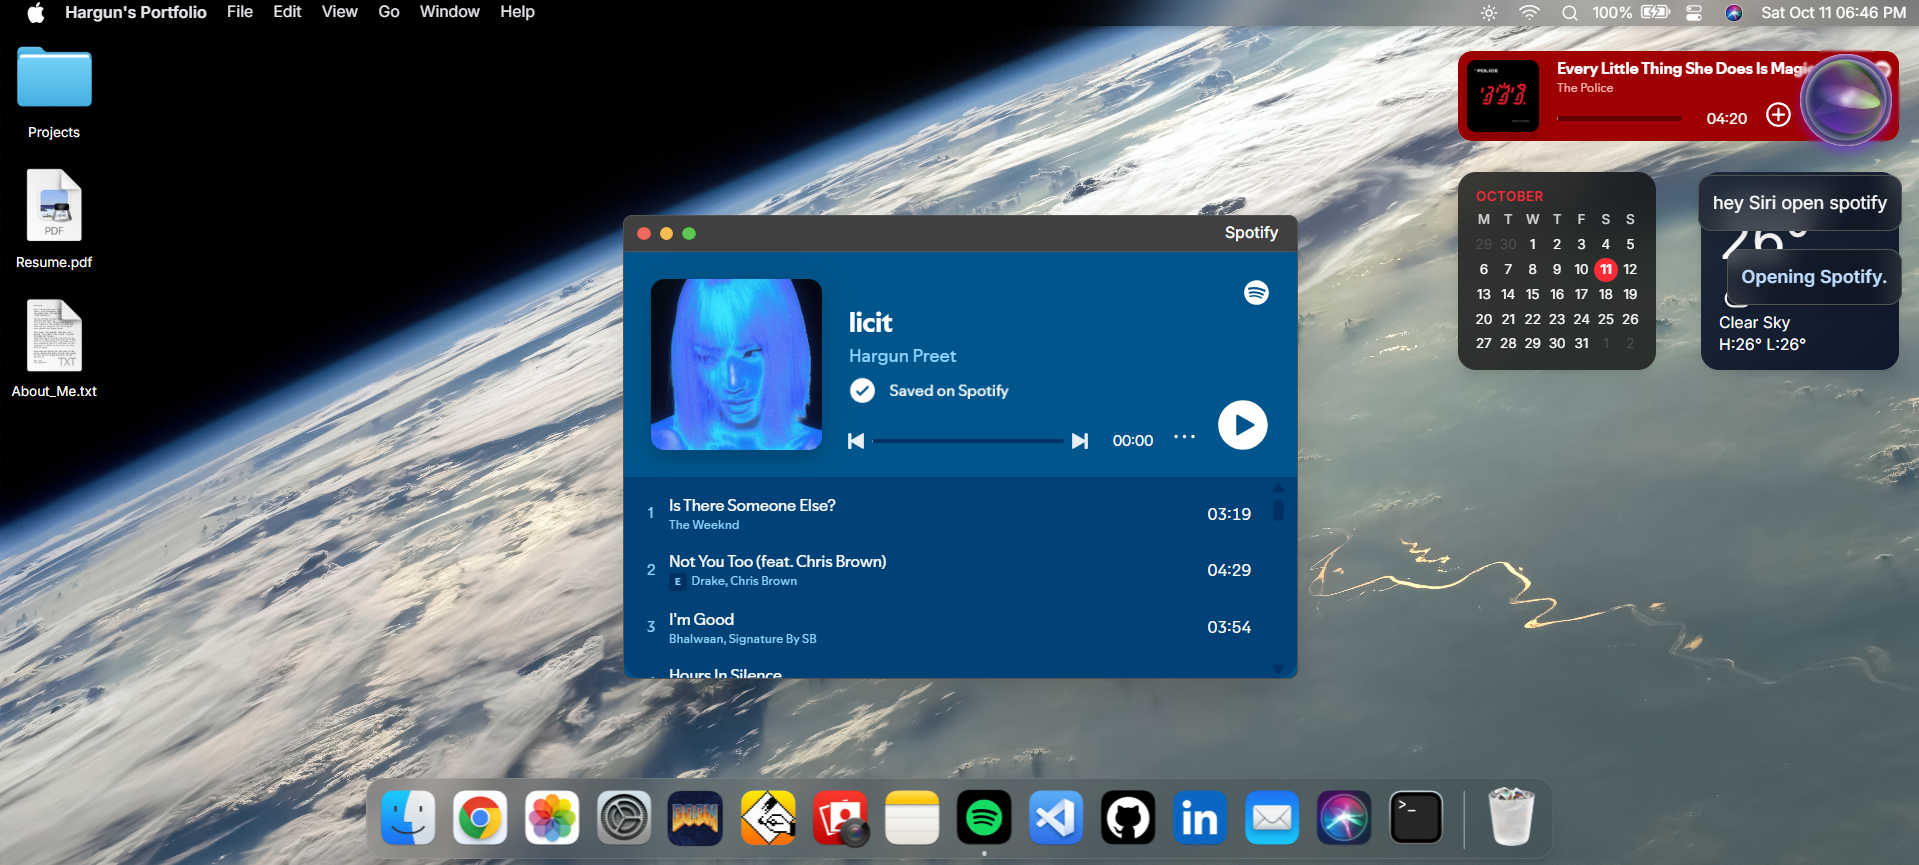 Hargun's Portfolio File Edit View Go Window Help
100% Sat Oct 11 06:46 PM
Projects
PDF
Resume.pdf
TXT
About_Me.txt
POLICE
Every Little Thing She Does Is Magic
The Police
04:20
OCTOBER
M T W T F S S
29 30 1 2 3 4 5
6 7 8 9 10 11 12
13 14 15 16 17 18 19
20 21 22 23 24 25 26
27 28 29 30 31 1 2
hey Siri open spotify
26°
Opening Spotify.
Clear Sky
H:26° L:26°
Spotify
licit
Hargun Preet
Saved on Spotify
00:00
1 Is There Someone Else? 03:19
The Weeknd
2 Not You Too (feat. Chris Brown) 04:29
E Drake, Chris Brown
3 I'm Good 03:54
Bhalwaan, Signature By SB
Hours In Silence
DOOM
in
>_